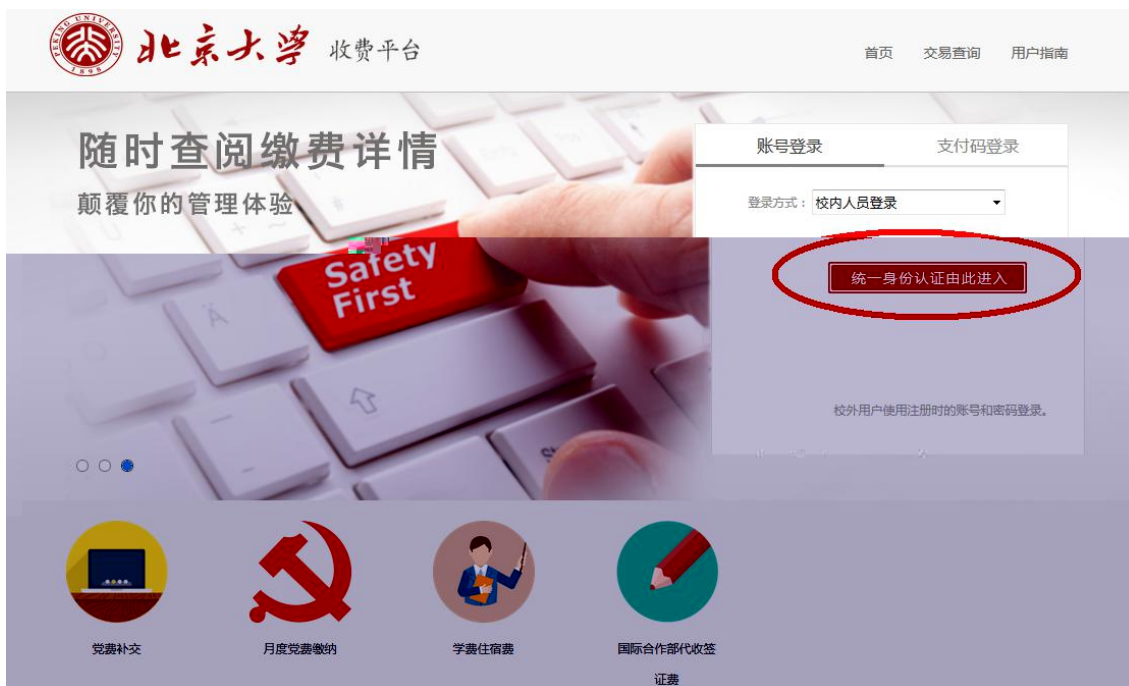 PEKING UNIVERSITY
1898
北京大学 收费平台
首页 交易查询 用户指南
随时查阅缴费详情
颠覆你的管理体验
账号登录 支付码登录
登录方式：校内人员登录
Safety
First
统一身份认证由此进入
校外用户使用注册时的账号和密码登录。
党费补交
月度党费缴纳
学费住宿费
国际合作部代收签
证费